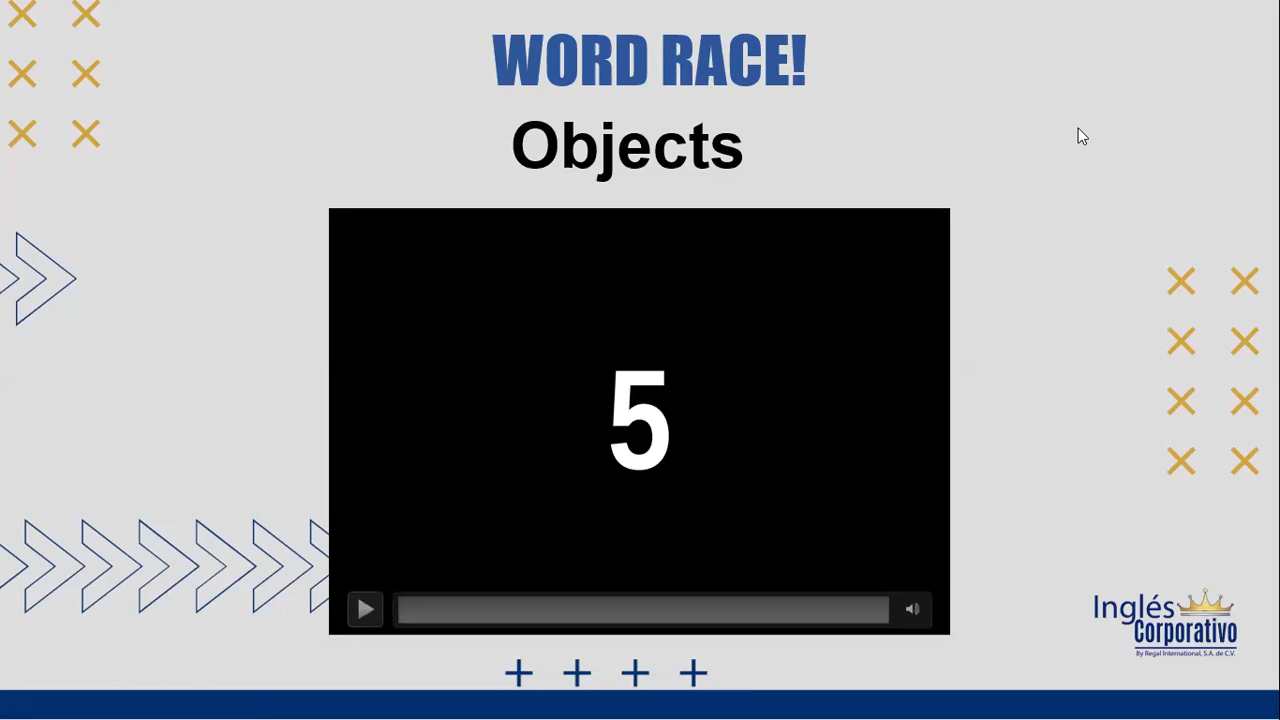 WORD RACE!
Objects
5
Inglés
Corporativo
By Regal International, S.A. de C.V.